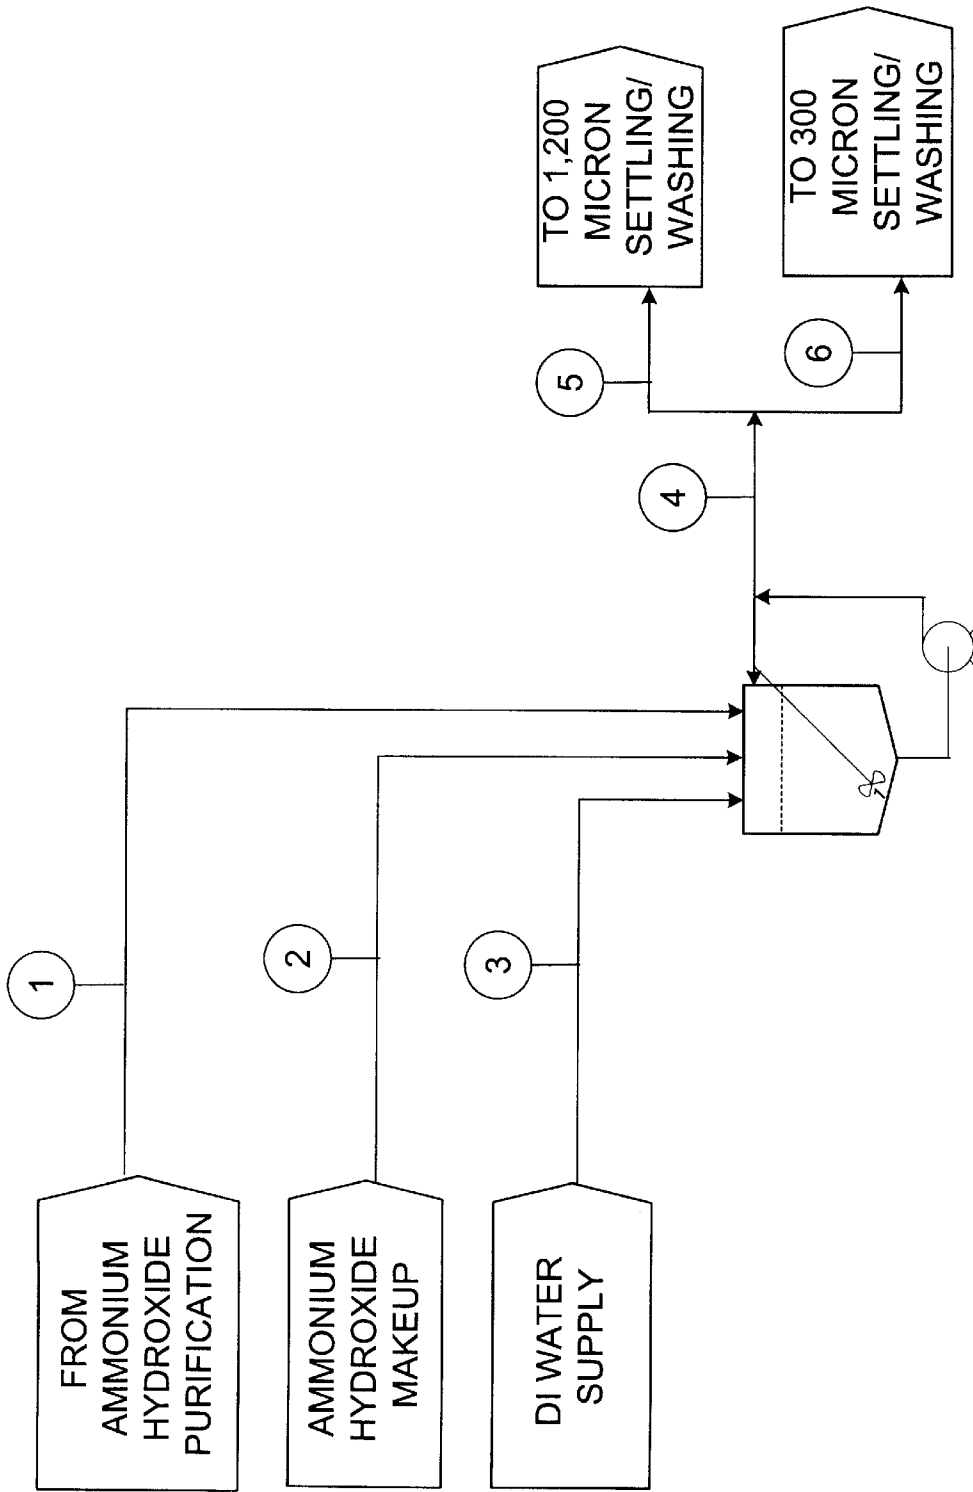 FROM
AMMONIUM
HYDROXIDE
PURIFICATION
1
AMMONIUM
HYDROXIDE
MAKEUP
2
DI WATER
SUPPLY
3
4
5
TO 1,200
MICRON
SETTLING/
WASHING
6
TO 300
MICRON
SETTLING/
WASHING